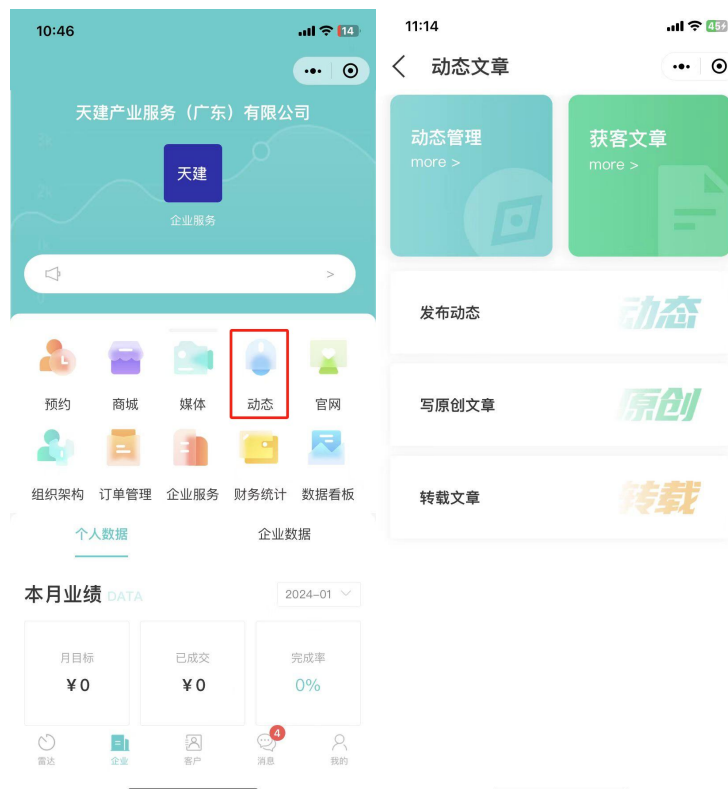 10:46
14
天建产业服务（广东）有限公司
天建
企业服务
>
预约
商城
媒体
动态
官网
组织架构
订单管理
企业服务
财务统计
数据看板
个人数据
企业数据
本月业绩 DATA
2024-01
月目标
¥0
已成交
¥0
完成率
0%
雷达
企业
客户
4
消息
我的
11:14
45
动态文章
动态管理
more >
获客文章
more >
发布动态
动态
写原创文章
原创
转载文章
转载